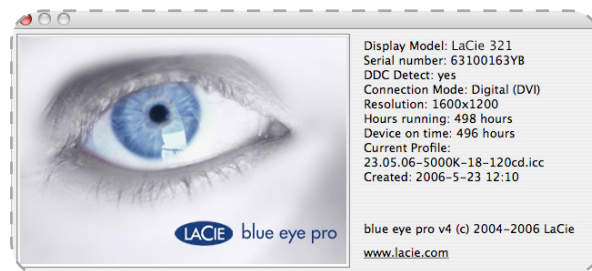 Display Model: LaCie 321
Serial number: 63100163YB
DDC Detect: yes
Connection Mode: Digital (DVI)
Resolution: 1600x1200
Hours running: 498 hours
Device on time: 496 hours
Current Profile:
23.05.06-5000K-18-120cd.icc
Created: 2006-5-23 12:10
LACIE blue eye pro
blue eye pro v4 (c) 2004-2006 LaCie
www.lacie.com